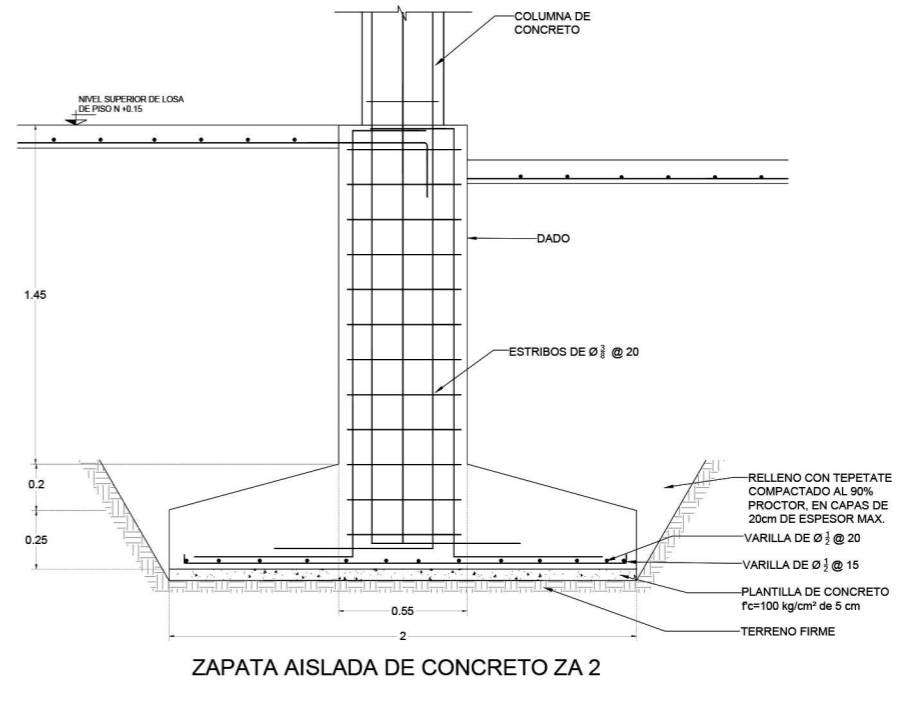 COLUMNA DE
CONCRETO
NIVEL SUPERIOR DE LOSA
DE PISO N +0.15
DADO
1.45
ESTRIBOS DE Ø 3/8 @ 20
0.2
0.25
RELLENO CON TEPETATE
COMPACTADO AL 90%
PROCTOR, EN CAPAS DE
20cm DE ESPESOR MAX.
VARILLA DE Ø 1/2 @ 20
VARILLA DE Ø 1/2 @ 15
PLANTILLA DE CONCRETO
f'c=100 kg/cm² de 5 cm
0.55
TERRENO FIRME
2
ZAPATA AISLADA DE CONCRETO ZA 2